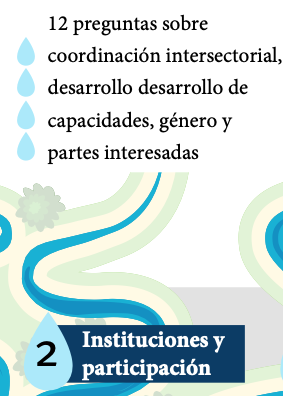 12 preguntas sobre
coordinación intersectorial,
desarrollo desarrollo de
capacidades, género y
partes interesadas
2
Instituciones y
participación